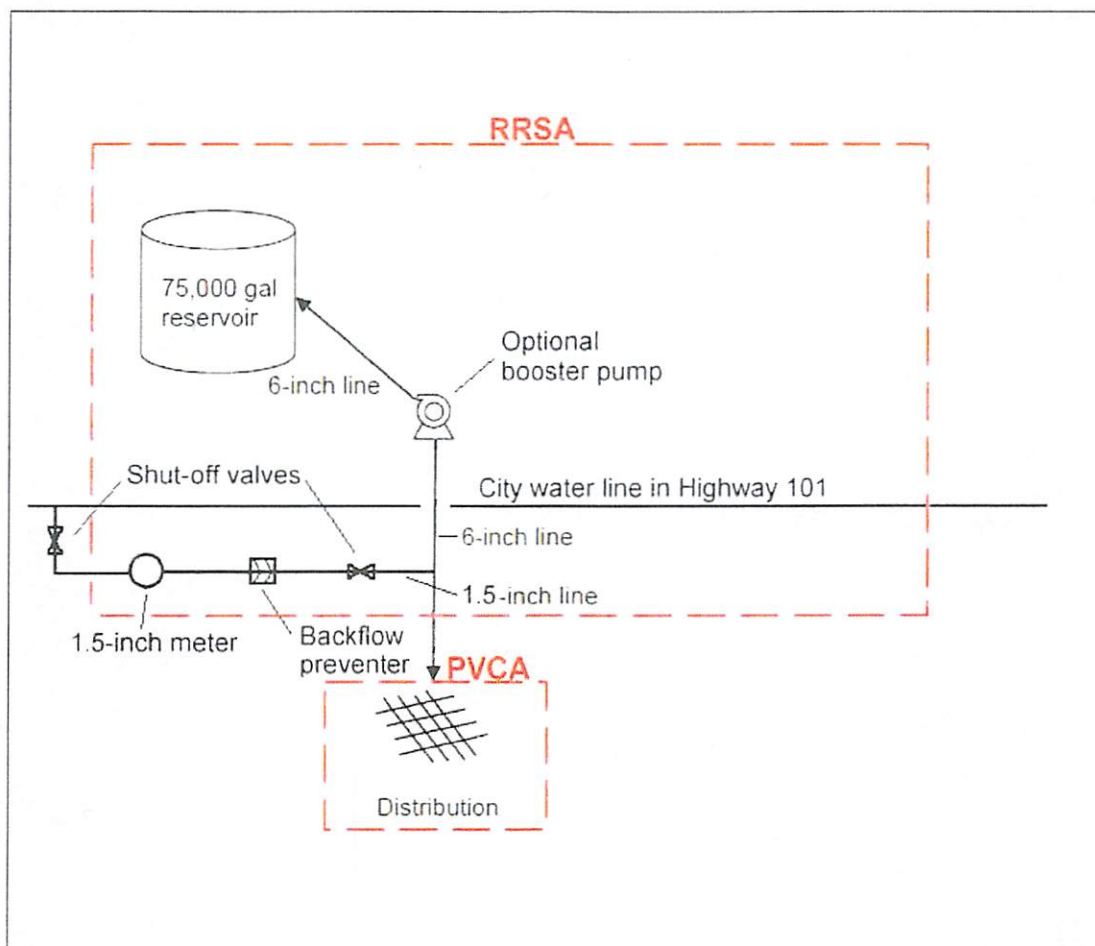 RRSA
75,000 gal
reservoir
Optional
booster pump
6-inch line
Shut-off valves
City water line in Highway 101
6-inch line
1.5-inch line
1.5-inch meter
Backflow
preventer
PVCA
Distribution